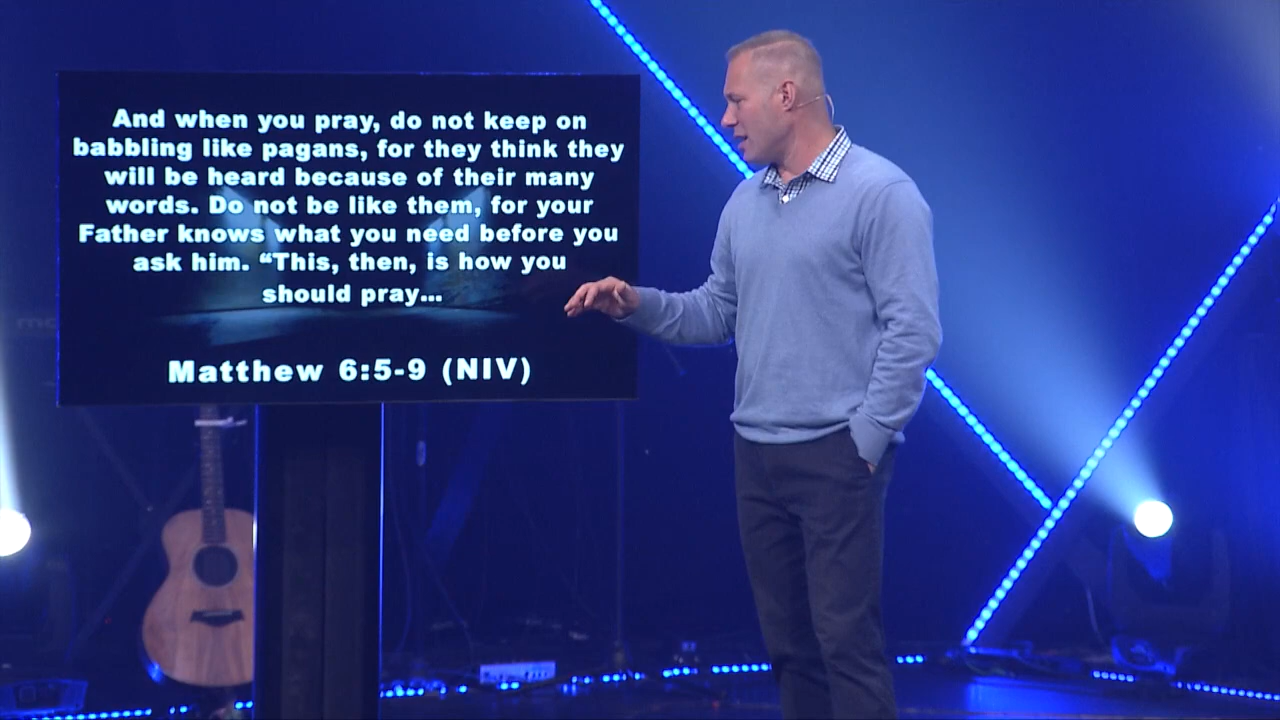 And when you pray, do not keep on
babbling like pagans, for they think they
will be heard because of their many
words. Do not be like them, for your
Father knows what you need before you
ask him. “This, then, is how you
should pray...
Matthew 6:5-9 (NIV)